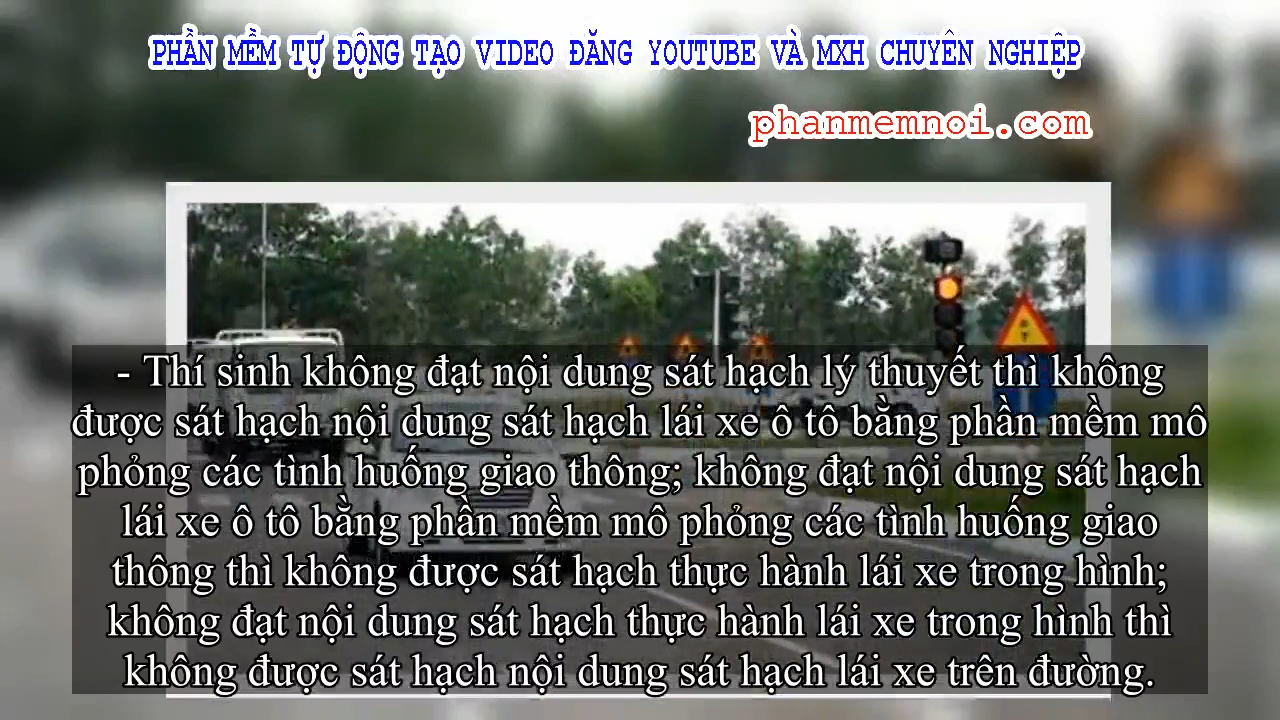 PHẦN MỀM TỰ ĐỘNG TẠO VIDEO ĐĂNG YOUTUBE VÀ MXH CHUYÊN NGHIỆP
phanmemnoi.com
- Thí sinh không đạt nội dung sát hạch lý thuyết thì không
được sát hạch nội dung sát hạch lái xe ô tô bằng phần mềm mô
phỏng các tình huống giao thông; không đạt nội dung sát hạch
lái xe ô tô bằng phần mềm mô phỏng các tình huống giao
thông thì không được sát hạch thực hành lái xe trong hình;
không đạt nội dung sát hạch thực hành lái xe trong hình thì
không được sát hạch nội dung sát hạch lái xe trên đường.